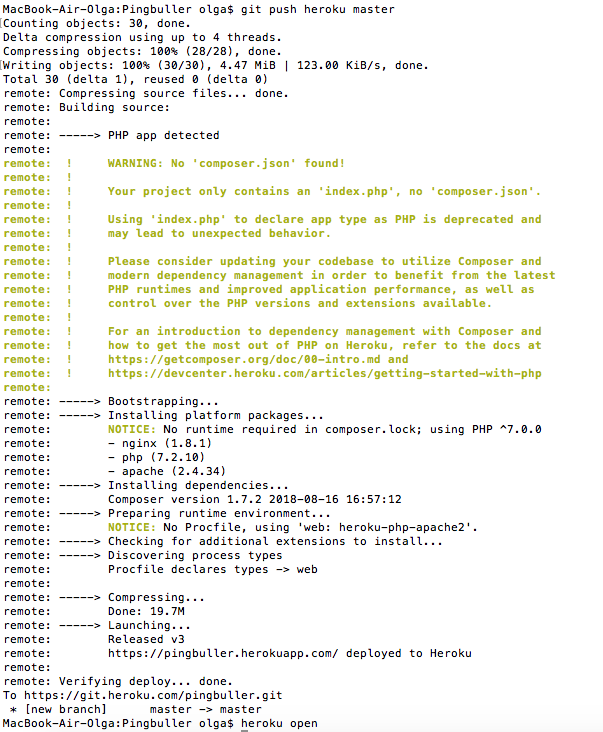 MacBook-Air-Olga:Pingbuller olga$ git push heroku master
Counting objects: 30, done.
Delta compression using up to 4 threads.
Compressing objects: 100% (28/28), done.
Writing objects: 100% (30/30), 4.47 MiB | 123.00 KiB/s, done.
Total 30 (delta 1), reused 0 (delta 0)
remote: Compressing source files... done.
remote: Building source:
remote:
remote: -----> PHP app detected
remote:
remote:  !     WARNING: No 'composer.json' found!
remote:  !
remote:  !     Your project only contains an 'index.php', no 'composer.json'.
remote:  !
remote:  !     Using 'index.php' to declare app type as PHP is deprecated and
remote:  !     may lead to unexpected behavior.
remote:  !
remote:  !     Please consider updating your codebase to utilize Composer and
remote:  !     modern dependency management in order to benefit from the latest
remote:  !     PHP runtimes and improved application performance, as well as
remote:  !     control over the PHP versions and extensions available.
remote:  !
remote:  !     For an introduction to dependency management with Composer and
remote:  !     how to get the most out of PHP on Heroku, refer to the docs at
remote:  !     https://getcomposer.org/doc/00-intro.md and
remote:  !     https://devcenter.heroku.com/articles/getting-started-with-php
remote:
remote: -----> Bootstrapping...
remote: -----> Installing platform packages...
remote:        NOTICE: No runtime required in composer.lock; using PHP ^7.0.0
remote:        - nginx (1.8.1)
remote:        - php (7.2.10)
remote:        - apache (2.4.34)
remote: -----> Installing dependencies...
remote:        Composer version 1.7.2 2018-08-16 16:57:12
remote: -----> Preparing runtime environment...
remote:        NOTICE: No Procfile, using 'web: heroku-php-apache2'.
remote: -----> Checking for additional extensions to install...
remote: -----> Discovering process types
remote:        Procfile declares types -> web
remote:
remote: -----> Compressing...
remote:        Done: 19.7M
remote: -----> Launching...
remote:        Released v3
remote:        https://pingbuller.herokuapp.com/ deployed to Heroku
remote:
remote: Verifying deploy... done.
To https://git.heroku.com/pingbuller.git
 * [new branch]      master -> master
MacBook-Air-Olga:Pingbuller olga$ heroku open